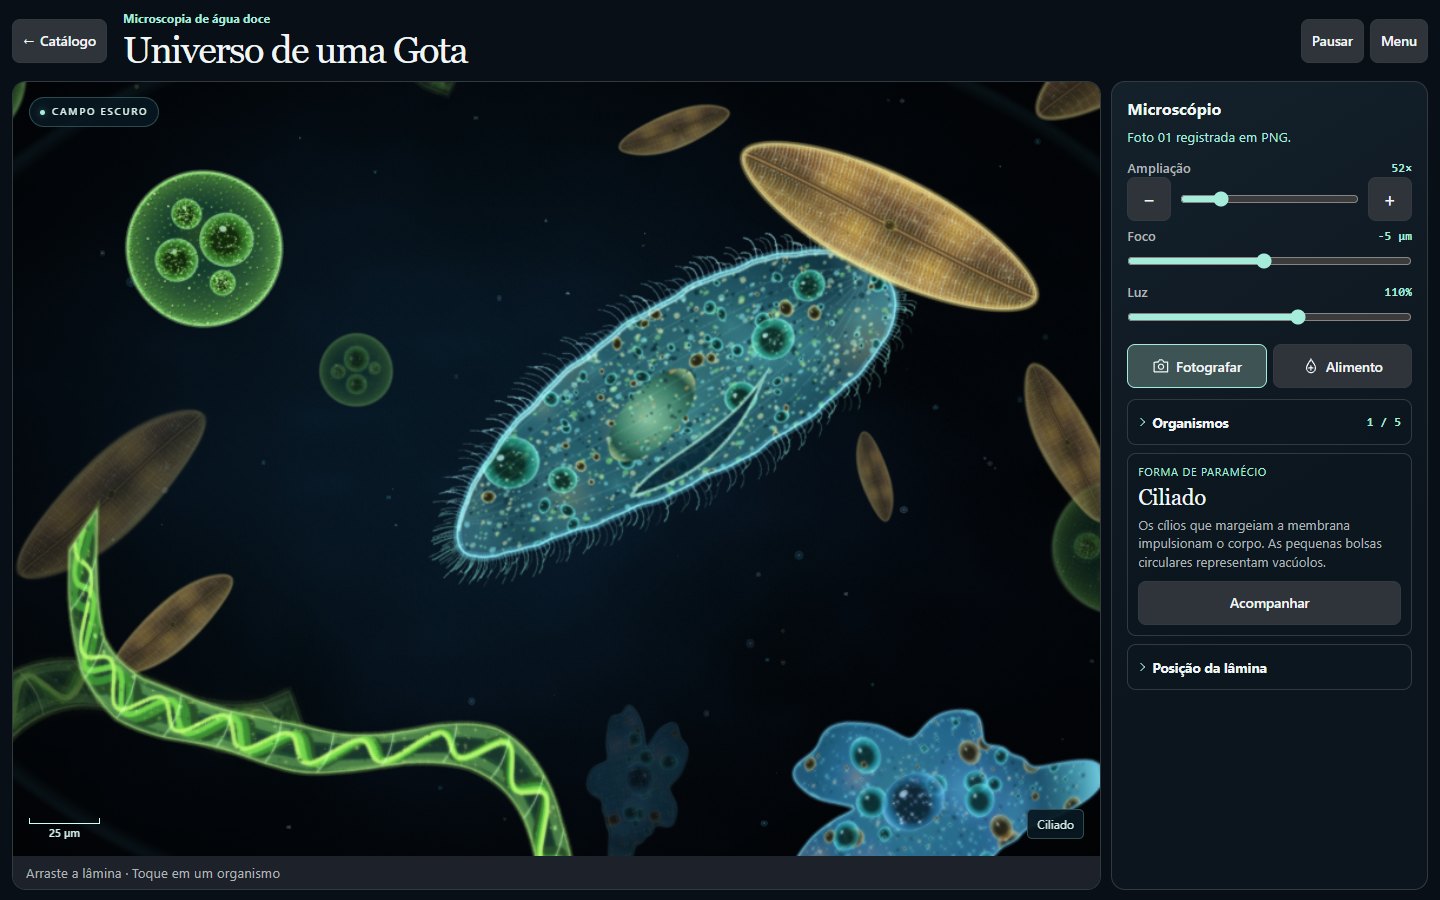 ← Catálogo
Microscopia de água doce
Universo de uma Gota
Pausar
Menu
CAMPO ESCURO
25 µm
Ciliado
Arraste a lâmina · Toque em um organismo
Microscópio
Foto 01 registrada em PNG.
Ampliação
52×
−
+
Foco
-5 µm
Luz
110%
Fotografar
Alimento
Organismos
1 / 5
FORMA DE PARAMÉCIO
Ciliado
Os cílios que margeiam a membrana
impulsionam o corpo. As pequenas bolsas
circulares representam vacúolos.
Acompanhar
Posição da lâmina